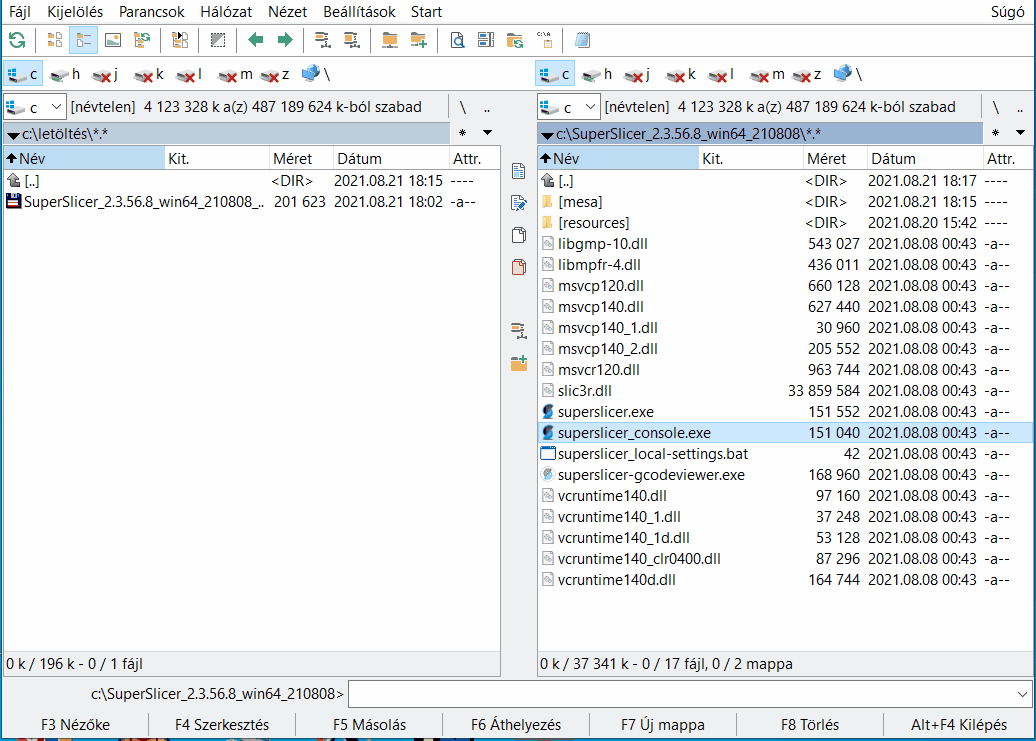 Fájl Kijelölés Parancsok Hálózat Nézet Beállítások Start Súgó
c h j k l m z \
c [névtelen] 4 123 328 k a(z) 487 189 624 k-ból szabad \ ..
c:\letöltés\*.* * 
Név Kit. Méret Dátum Attr.
[..] <DIR> 2021.08.21 18:15 ----
SuperSlicer_2.3.56.8_win64_210808_.. 201 623 2021.08.21 18:02 -a--
0 k / 196 k - 0 / 1 fájl
c h j k l m z \
c [névtelen] 4 123 328 k a(z) 487 189 624 k-ból szabad \ ..
c:\SuperSlicer_2.3.56.8_win64_210808\*.* *
Név Kit. Méret Dátum Attr.
[..] <DIR> 2021.08.21 18:17 ----
[mesa] <DIR> 2021.08.21 18:15 ----
[resources] <DIR> 2021.08.20 15:42 ----
libgmp-10.dll 543 027 2021.08.08 00:43 -a--
libmpfr-4.dll 436 011 2021.08.08 00:43 -a--
msvcp120.dll 660 128 2021.08.08 00:43 -a--
msvcp140.dll 627 440 2021.08.08 00:43 -a--
msvcp140_1.dll 30 960 2021.08.08 00:43 -a--
msvcp140_2.dll 205 552 2021.08.08 00:43 -a--
msvcr120.dll 963 744 2021.08.08 00:43 -a--
slic3r.dll 33 859 584 2021.08.08 00:43 -a--
superslicer.exe 151 552 2021.08.08 00:43 -a--
superslicer_console.exe 151 040 2021.08.08 00:43 -a--
superslicer_local-settings.bat 42 2021.08.08 00:43 -a--
superslicer-gcodeviewer.exe 168 960 2021.08.08 00:43 -a--
vcruntime140.dll 97 160 2021.08.08 00:43 -a--
vcruntime140_1.dll 37 248 2021.08.08 00:43 -a--
vcruntime140_1d.dll 53 128 2021.08.08 00:43 -a--
vcruntime140_clr0400.dll 87 296 2021.08.08 00:43 -a--
vcruntime140d.dll 164 744 2021.08.08 00:43 -a--
0 k / 37 341 k - 0 / 17 fájl, 0 / 2 mappa
c:\SuperSlicer_2.3.56.8_win64_210808>
F3 Nézőke F4 Szerkesztés F5 Másolás F6 Áthelyezés F7 Új mappa F8 Törlés Alt+F4 Kilépés